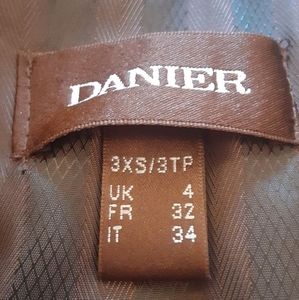 DANIER
3XS/3TP
UK 4
FR 32
IT 34